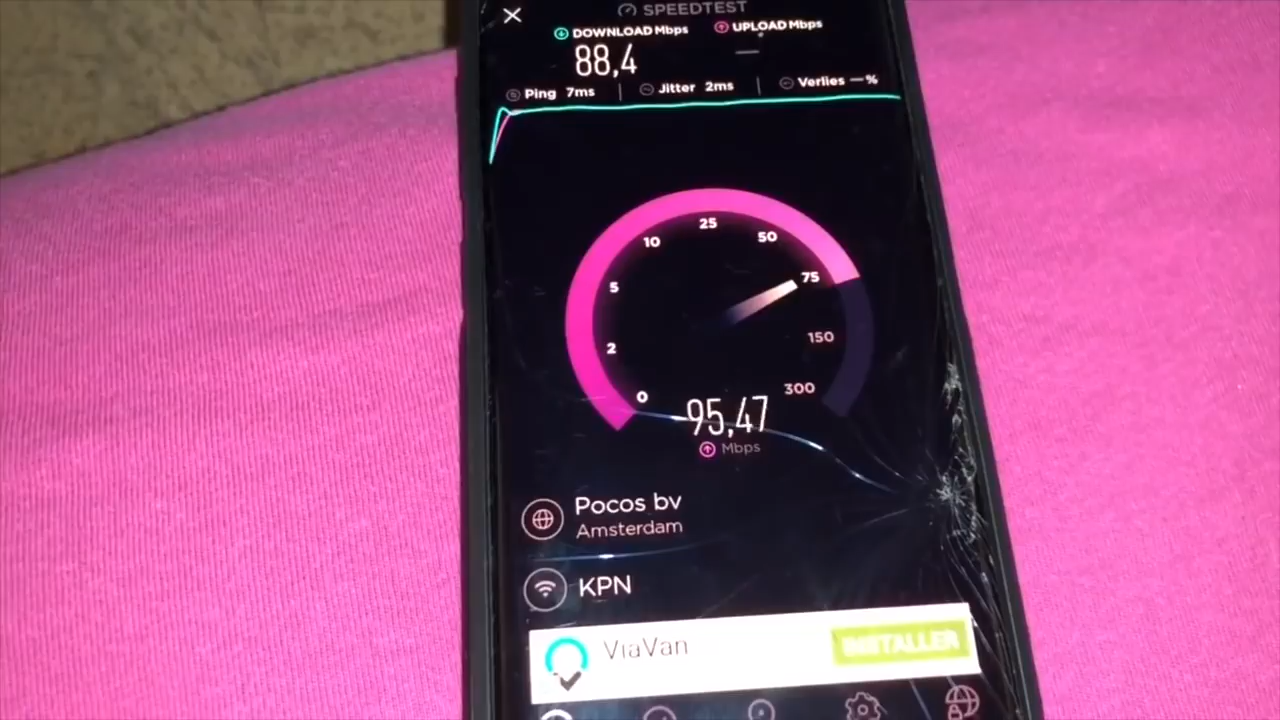 SPEEDTEST
DOWNLOAD Mbps UPLOAD Mbps
88,4 —
Ping 7ms | Jitter 2ms | Verlies — %
0
2
5
10
25
50
75
150
300
95,47
Mbps
Pocos bv
Amsterdam
KPN
ViaVan INSTALLER